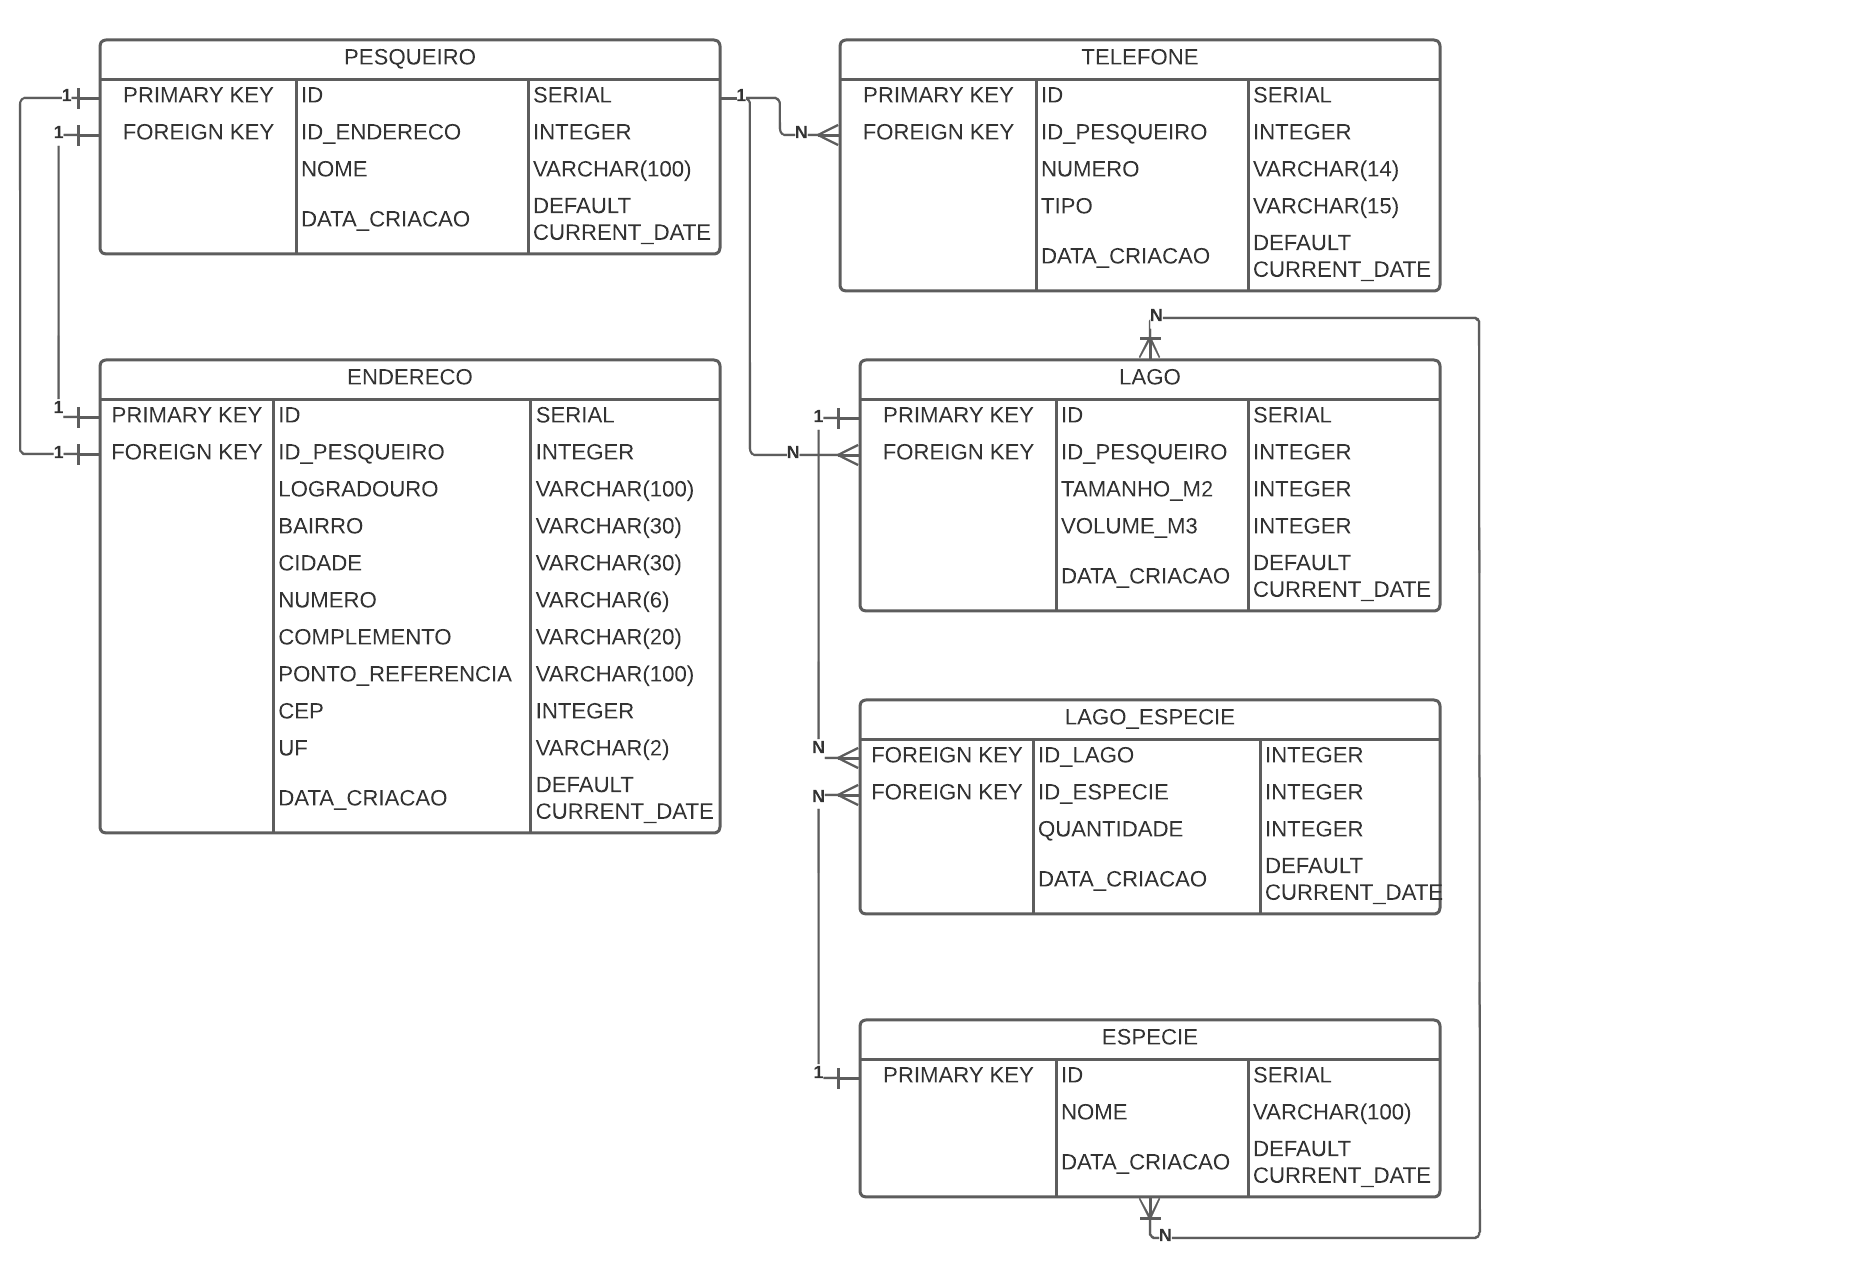 PESQUEIRO
1 PRIMARY KEY ID SERIAL 1
1 FOREIGN KEY ID_ENDERECO INTEGER
NOME VARCHAR(100)
DATA_CRIACAO DEFAULT
CURRENT_DATE
TELEFONE
PRIMARY KEY ID SERIAL
N FOREIGN KEY ID_PESQUEIRO INTEGER
NUMERO VARCHAR(14)
TIPO VARCHAR(15)
DATA_CRIACAO DEFAULT
CURRENT_DATE
ENDERECO
1 PRIMARY KEY ID SERIAL
1 FOREIGN KEY ID_PESQUEIRO INTEGER
LOGRADOURO VARCHAR(100)
BAIRRO VARCHAR(30)
CIDADE VARCHAR(30)
NUMERO VARCHAR(6)
COMPLEMENTO VARCHAR(20)
PONTO_REFERENCIA VARCHAR(100)
CEP INTEGER
UF VARCHAR(2)
DATA_CRIACAO DEFAULT
CURRENT_DATE
N
LAGO
1 PRIMARY KEY ID SERIAL
N FOREIGN KEY ID_PESQUEIRO INTEGER
TAMANHO_M2 INTEGER
VOLUME_M3 INTEGER
DATA_CRIACAO DEFAULT
CURRENT_DATE
LAGO_ESPECIE
N FOREIGN KEY ID_LAGO INTEGER
N FOREIGN KEY ID_ESPECIE INTEGER
QUANTIDADE INTEGER
DATA_CRIACAO DEFAULT
CURRENT_DATE
ESPECIE
1 PRIMARY KEY ID SERIAL
NOME VARCHAR(100)
DATA_CRIACAO DEFAULT
CURRENT_DATE
N